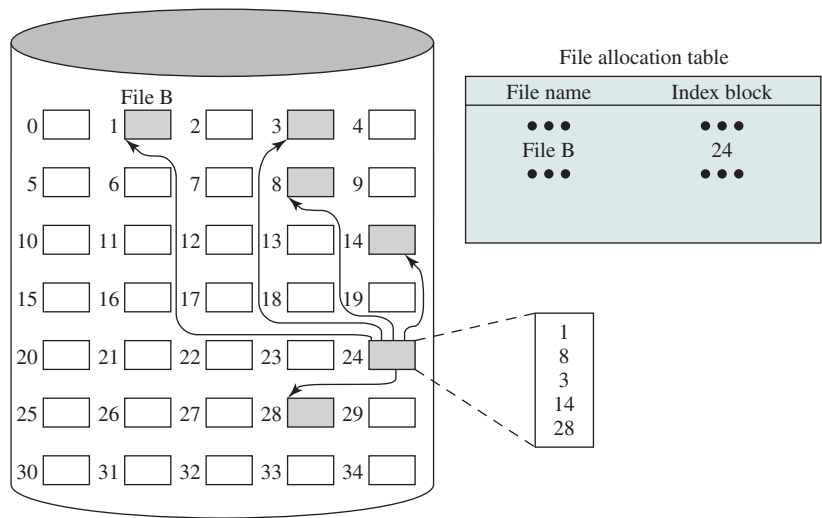 File B
0 1 2 3 4
5 6 7 8 9
10 11 12 13 14
15 16 17 18 19
20 21 22 23 24
25 26 27 28 29
30 31 32 33 34
File allocation table
File name Index block
••• •••
File B 24
••• •••
1
8
3
14
28